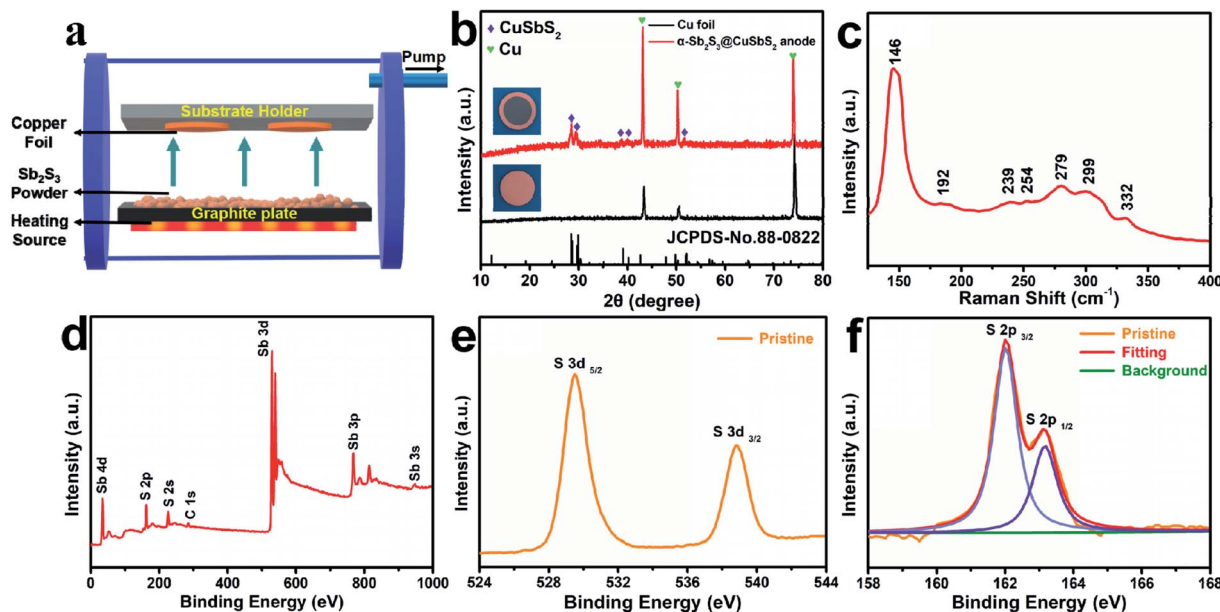 a
Pump
Substrate Holder
Copper
Foil
Sb₂S₃
Powder
Graphite plate
Heating
Source
b
CuSbS₂
Cu
Cu foil
α-Sb₂S₃@CuSbS₂ anode
Intensity (a.u.)
JCPDS-No.88-0822
10 20 30 40 50 60 70 80
2θ (degree)
c
146
192
239
254
279
299
332
Intensity (a.u.)
150 200 250 300 350 400
Raman Shift (cm⁻¹)
d
Sb 4d
S 2p
S 2s
C 1s
Sb 3d
Sb 3p
Sb 3s
Intensity (a.u.)
0 200 400 600 800 1000
Binding Energy (eV)
e
Pristine
S 3d 5/2
S 3d 3/2
Intensity (a.u.)
524 528 532 536 540 544
Binding Energy (eV)
f
S 2p 3/2
S 2p 1/2
Pristine
Fitting
Background
Intensity (a.u.)
158 160 162 164 166 168
Binding Energy (eV)